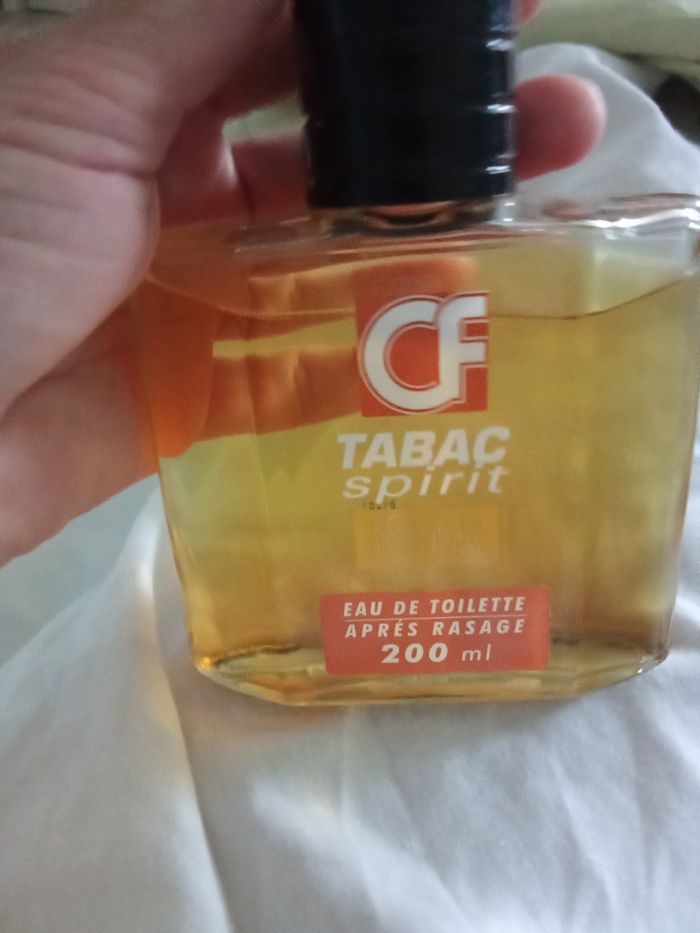 CF
TABAC
spirit
EAU DE TOILETTE
APRÉS RASAGE
200 ml